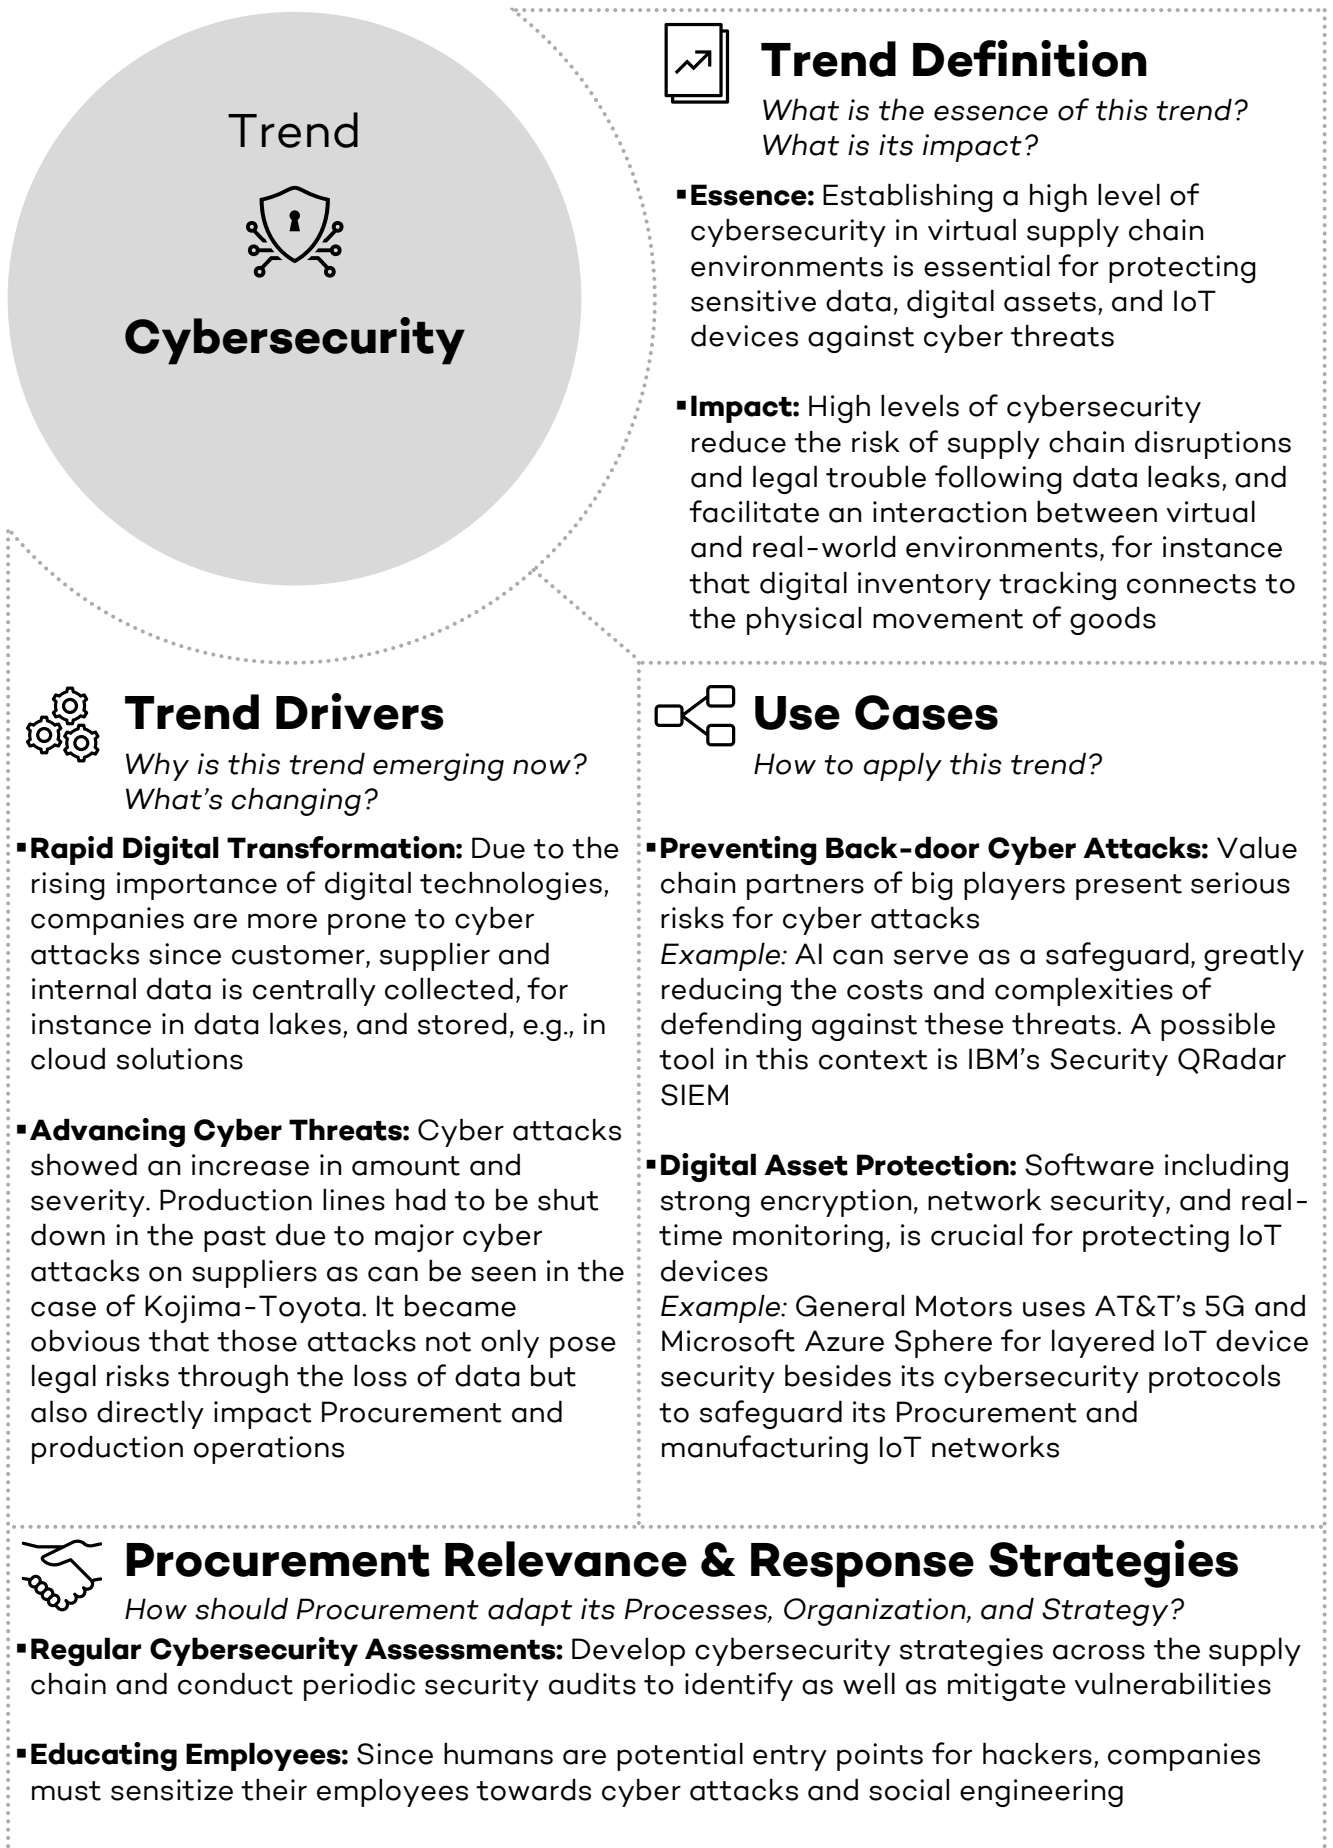 Trend
Cybersecurity
Trend Definition
What is the essence of this trend?
What is its impact?
▪Essence: Establishing a high level of
cybersecurity in virtual supply chain
environments is essential for protecting
sensitive data, digital assets, and IoT
devices against cyber threats
▪Impact: High levels of cybersecurity
reduce the risk of supply chain disruptions
and legal trouble following data leaks, and
facilitate an interaction between virtual
and real-world environments, for instance
that digital inventory tracking connects to
the physical movement of goods
Trend Drivers
Why is this trend emerging now?
What's changing?
▪Rapid Digital Transformation: Due to the
rising importance of digital technologies,
companies are more prone to cyber
attacks since customer, supplier and
internal data is centrally collected, for
instance in data lakes, and stored, e.g., in
cloud solutions
▪Advancing Cyber Threats: Cyber attacks
showed an increase in amount and
severity. Production lines had to be shut
down in the past due to major cyber
attacks on suppliers as can be seen in the
case of Kojima-Toyota. It became
obvious that those attacks not only pose
legal risks through the loss of data but
also directly impact Procurement and
production operations
Use Cases
How to apply this trend?
▪Preventing Back-door Cyber Attacks: Value
chain partners of big players present serious
risks for cyber attacks
Example: AI can serve as a safeguard, greatly
reducing the costs and complexities of
defending against these threats. A possible
tool in this context is IBM's Security QRadar
SIEM
▪Digital Asset Protection: Software including
strong encryption, network security, and real-
time monitoring, is crucial for protecting IoT
devices
Example: General Motors uses AT&T's 5G and
Microsoft Azure Sphere for layered IoT device
security besides its cybersecurity protocols
to safeguard its Procurement and
manufacturing IoT networks
Procurement Relevance & Response Strategies
How should Procurement adapt its Processes, Organization, and Strategy?
▪Regular Cybersecurity Assessments: Develop cybersecurity strategies across the supply
chain and conduct periodic security audits to identify as well as mitigate vulnerabilities
▪Educating Employees: Since humans are potential entry points for hackers, companies
must sensitize their employees towards cyber attacks and social engineering